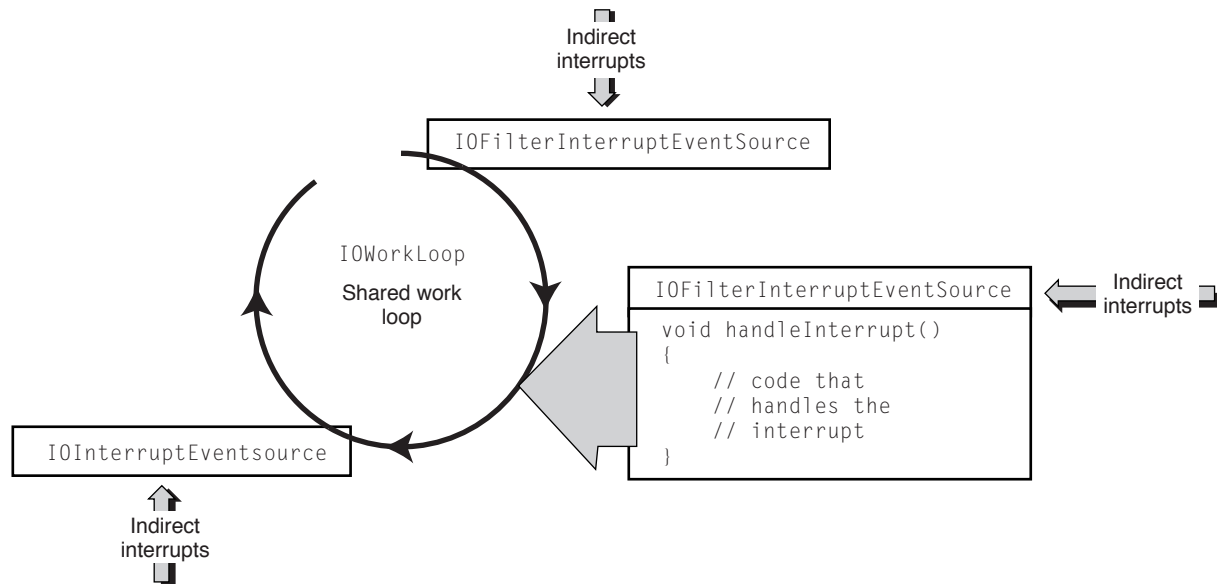 Indirect
interrupts
IOFilterInterruptEventSource
IOWorkLoop
Shared work
loop
IOFilterInterruptEventSource
Indirect
interrupts
void handleInterrupt()
{
// code that
// handles the
// interrupt
}
IOInterruptEventsource
Indirect
interrupts